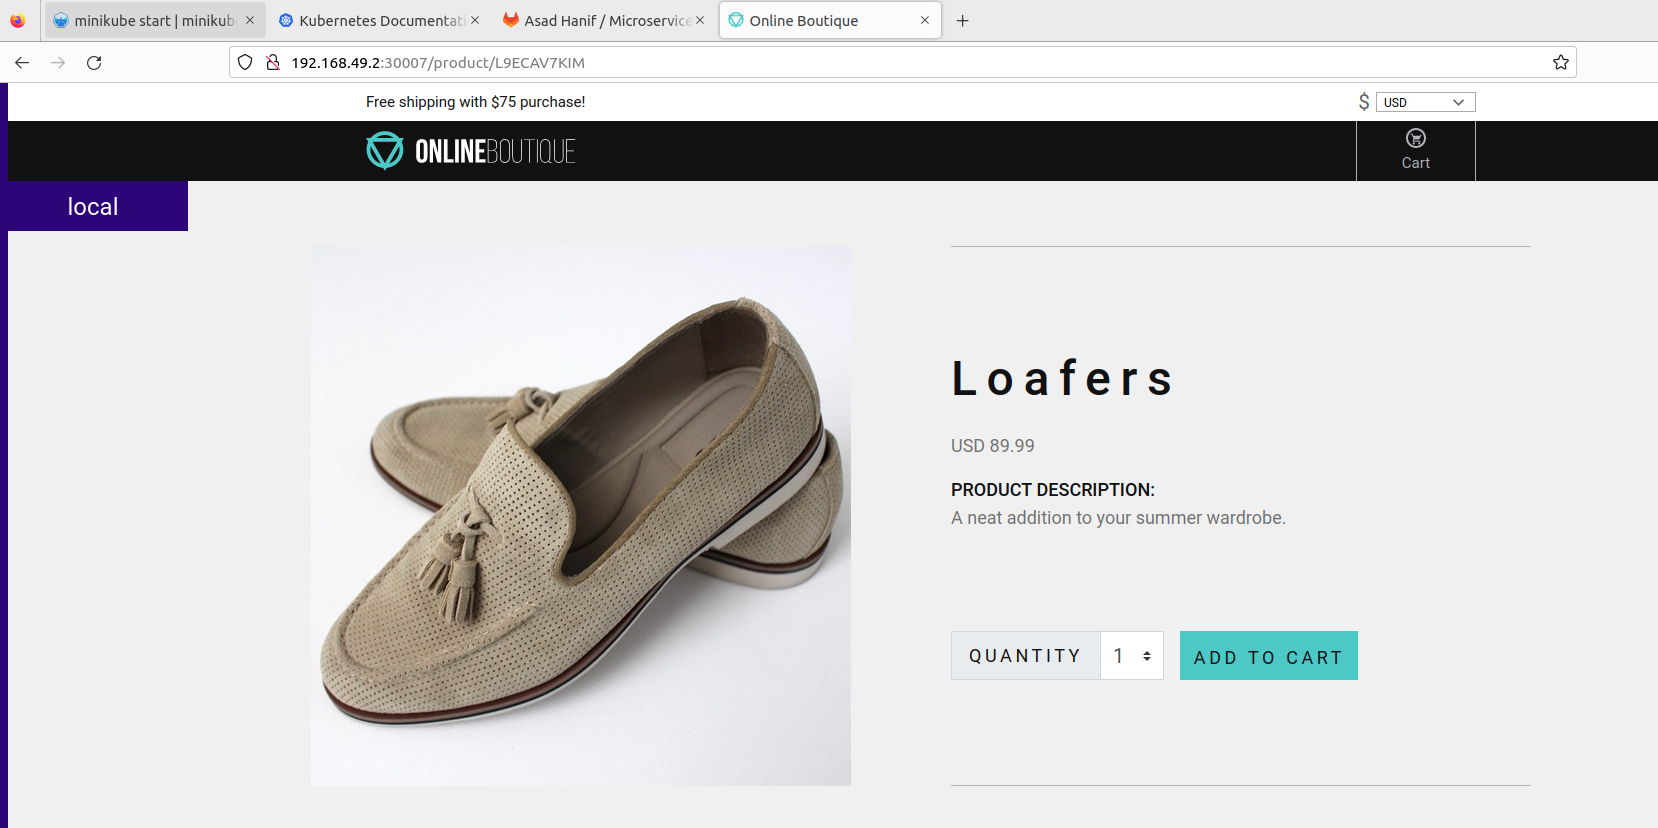 minikube start | minikub
Kubernetes Documentati
Asad Hanif / Microservice
Online Boutique
192.168.49.2:30007/product/L9ECAV7KIM
Free shipping with $75 purchase!
$ USD
ONLINEBOUTIQUE
Cart
local
Loafers
USD 89.99
PRODUCT DESCRIPTION:
A neat addition to your summer wardrobe.
QUANTITY 1 ADD TO CART